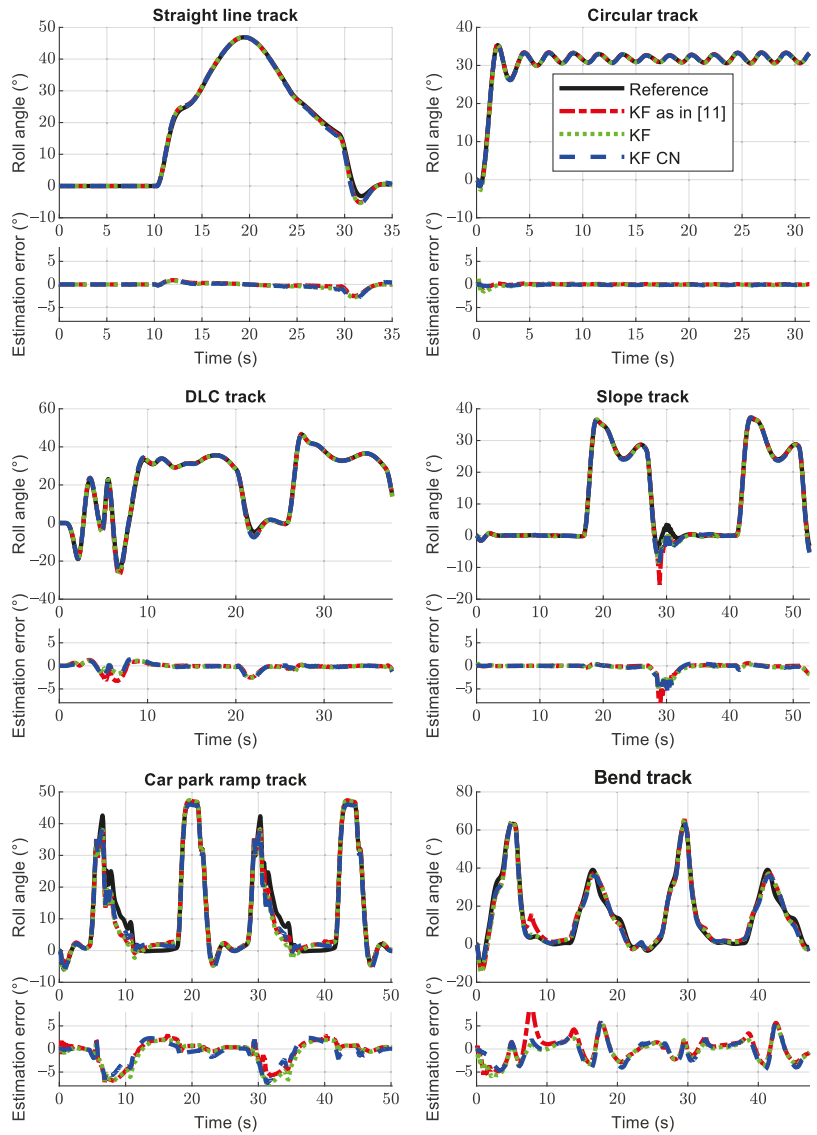 Straight line track
Roll angle (°)
50
40
30
20
10
0
−10
0 5 10 15 20 25 30 35
Estimation error (°)
5
0
−5
0 5 10 15 20 25 30 35
Time (s)
Circular track
Roll angle (°)
50
40
30
20
10
0
−10
Reference
KF as in [11]
KF
KF CN
0 5 10 15 20 25 30
Estimation error (°)
5
0
−5
0 5 10 15 20 25 30
Time (s)
DLC track
Roll angle (°)
60
40
20
0
−20
−40
0 10 20 30
Estimation error (°)
5
0
−5
0 10 20 30
Time (s)
Slope track
Roll angle (°)
40
30
20
10
0
−10
−20
0 10 20 30 40 50
Estimation error (°)
5
0
−5
0 10 20 30 40 50
Time (s)
Car park ramp track
Roll angle (°)
50
40
30
20
10
0
−10
0 10 20 30 40 50
Estimation error (°)
5
0
−5
0 10 20 30 40 50
Time (s)
Bend track
Roll angle (°)
80
60
40
20
0
−20
0 10 20 30 40
Estimation error (°)
5
0
−5
0 10 20 30 40
Time (s)